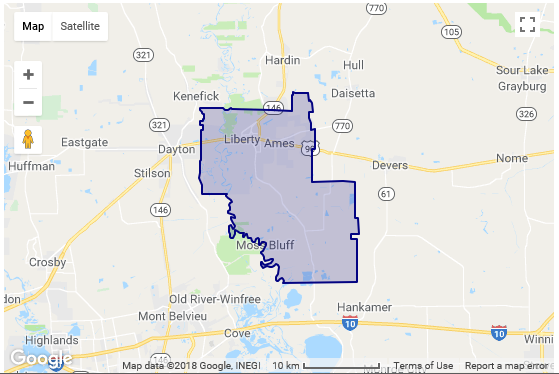 Map Satellite
770
105
321
Hardin
Hull
Sour Lake
Grayburg
Kenefick
Daisetta
146
326
321
770
Liberty
Ames
90
Eastgate
Dayton
Nome
Huffman
Stilson
Devers
61
146
Moss Bluff
Crosby
Old River-Winfree
Hankamer
Mont Belvieu
10
10
Cove
Highlands
Winni
Google
Map data ©2018 Google, INEGI 10 km Terms of Use Report a map error